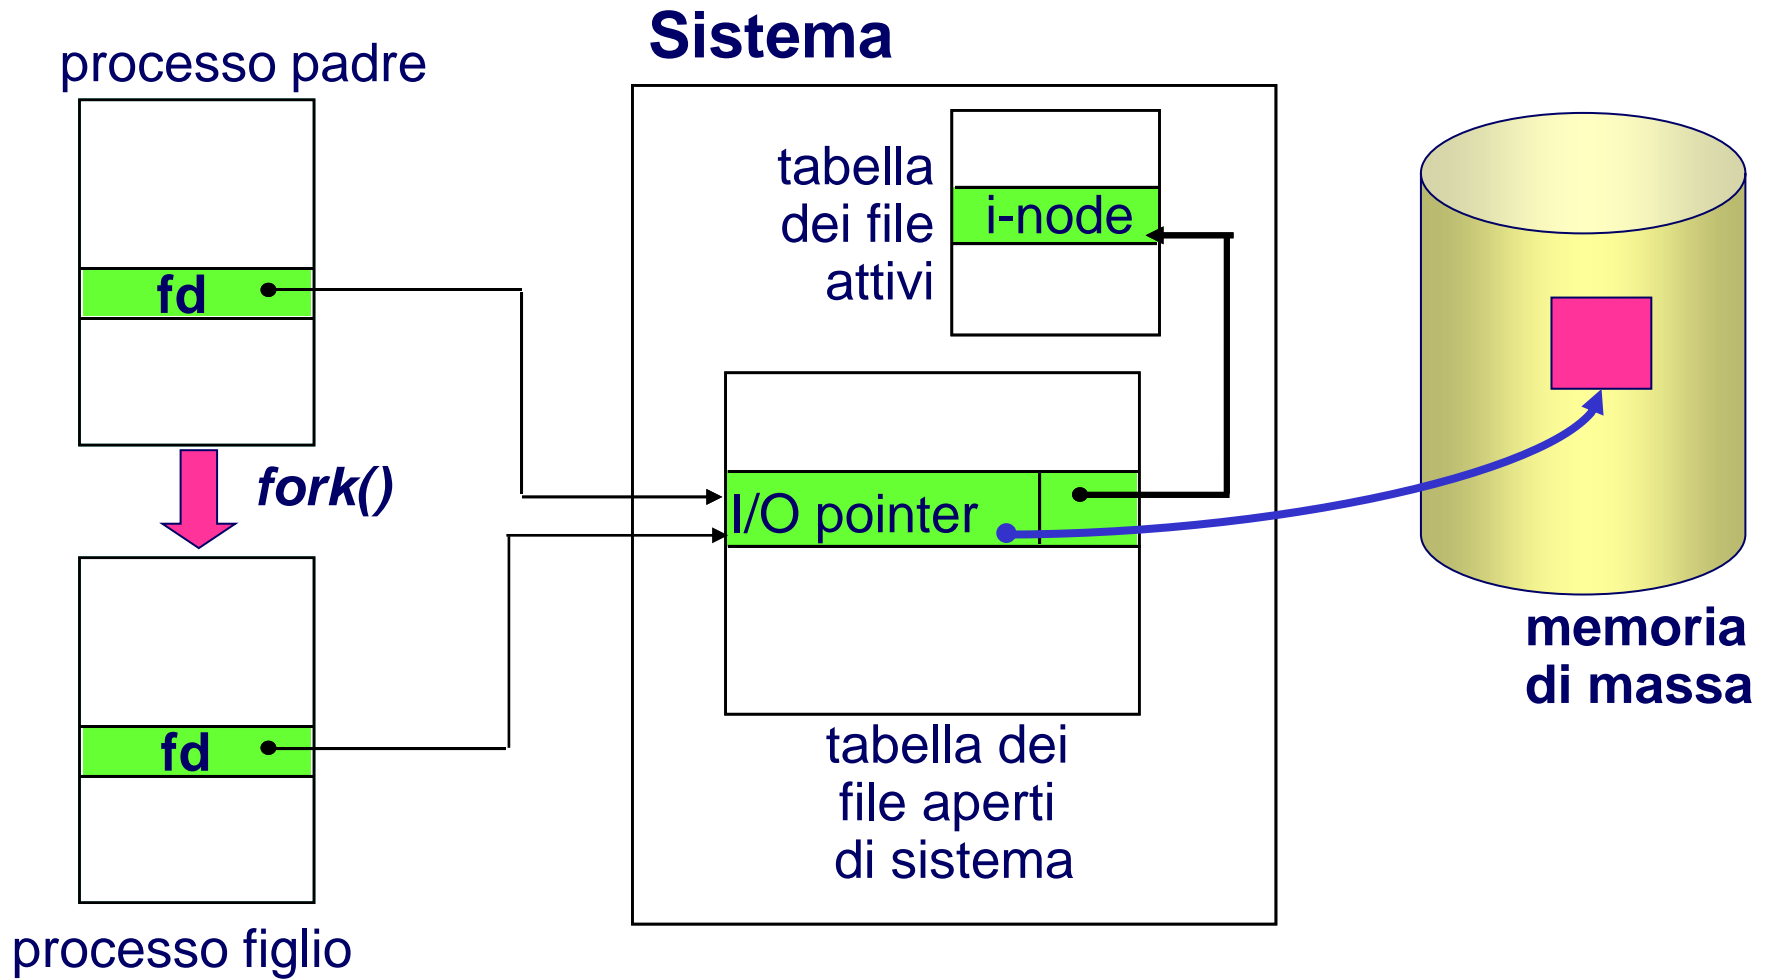 Sistema
processo padre
tabella
dei file
attivi
i-node
fd
fork()
I/O pointer
memoria
di massa
fd
tabella dei
file aperti
di sistema
processo figlio